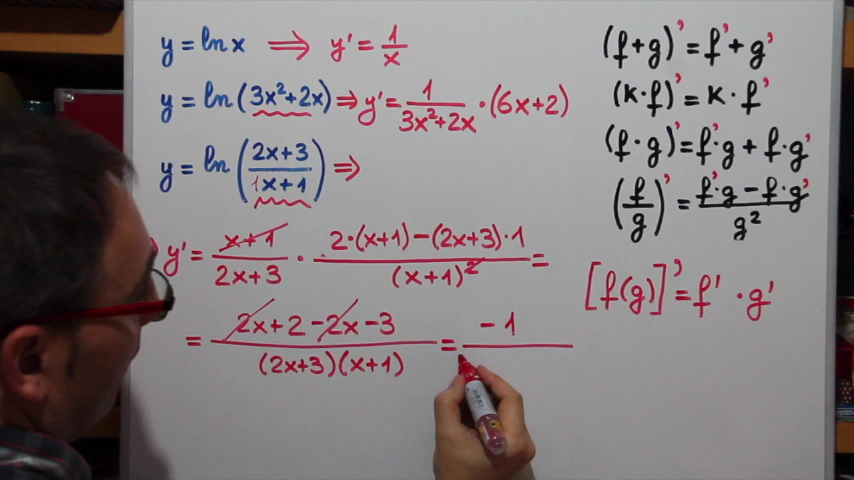 y = ln x ⇒ y' = 1/x
y = ln(3x²+2x) ⇒ y' = 1/(3x²+2x) · (6x+2)
y = ln((2x+3)/(1x+1)) ⇒
y' = (x+1)/(2x+3) · (2·(x+1)-(2x+3)·1)/(x+1)² =
= (2x+2-2x-3)/((2x+3)(x+1)) = -1
(f+g)' = f'+g'
(K·f)' = K·f'
(f·g)' = f'·g + f·g'
(f/g)' = (f'·g - f·g')/g²
[f(g)]' = f' · g'